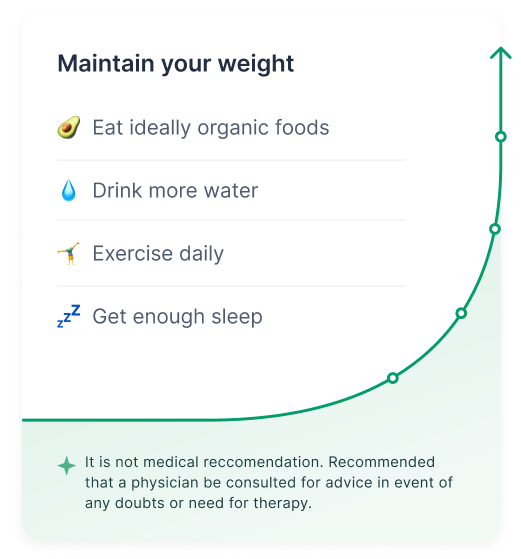 Maintain your weight
Eat ideally organic foods
Drink more water
Exercise daily
Get enough sleep
It is not medical reccomendation. Recommended
that a physician be consulted for advice in event of
any doubts or need for therapy.